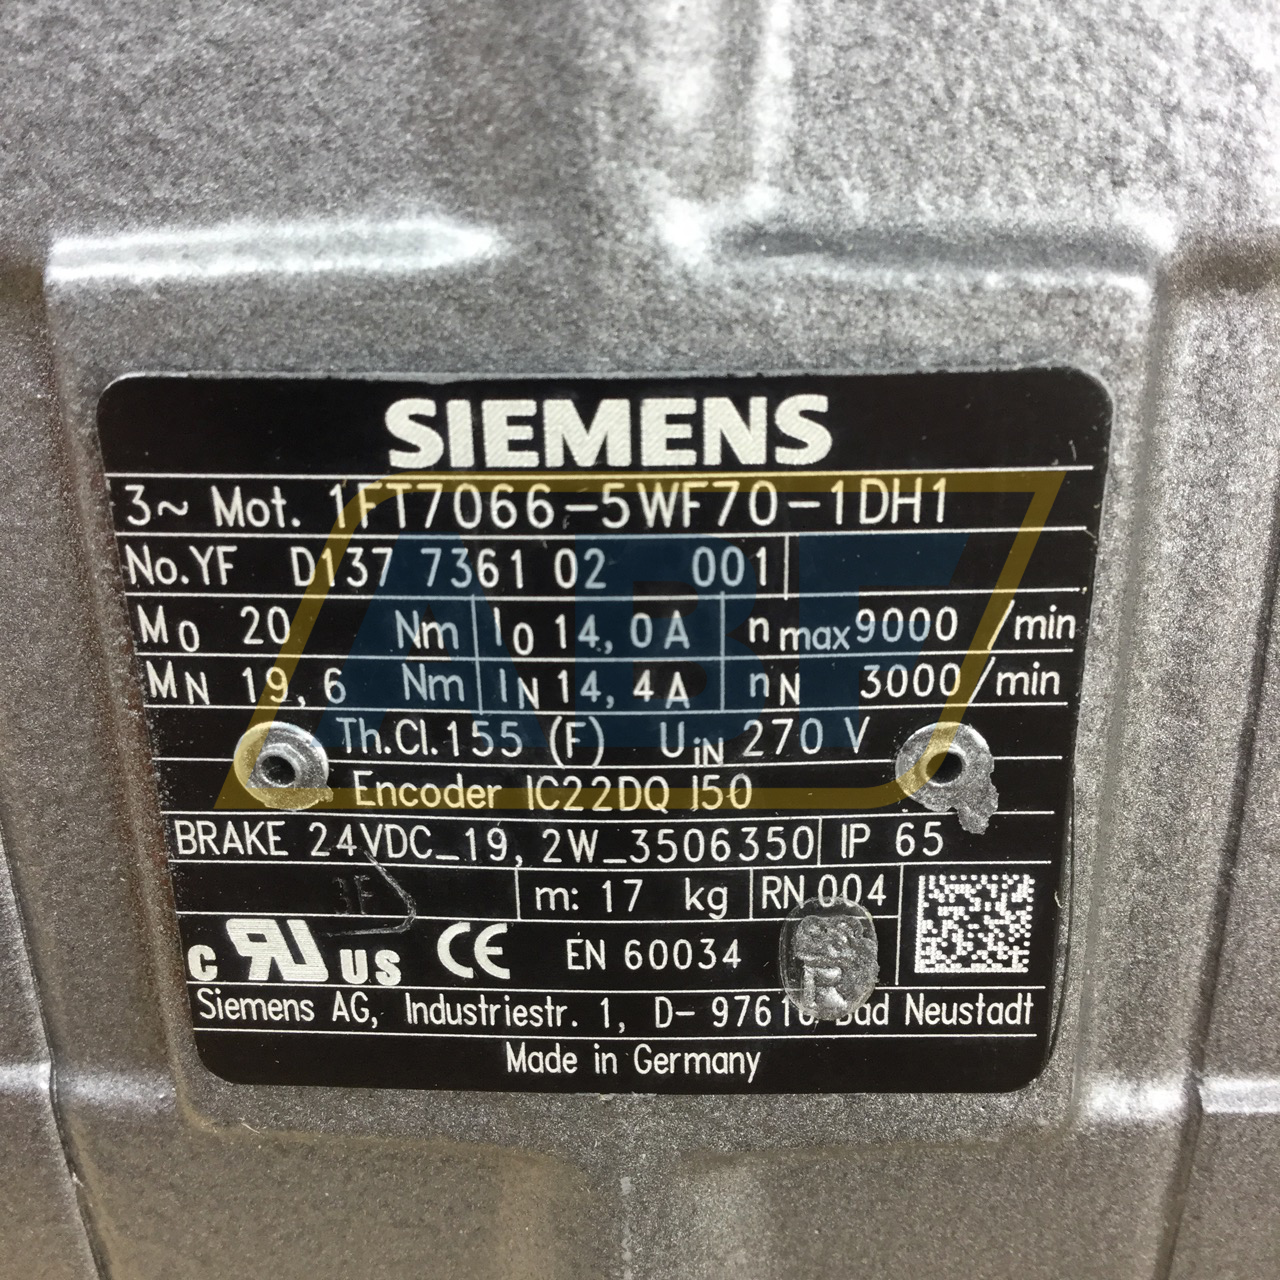 SIEMENS
3~ Mot. 1FT7066-5WF70-1DH1
No.YF D137 7361 02 001
M0 20 Nm I0 14,0A nmax 9000 /min
MN 19,6 Nm IN 14,4A nN 3000/min
Th.Cl.155 (F) UiN 270 V
Encoder IC22DQ I50
BRAKE 24VDC_19,2W_3506350 IP 65
m: 17 kg RN 004
c RU US CE EN 60034
Siemens AG, Industriestr. 1, D- 97616 Bad Neustadt
Made in Germany